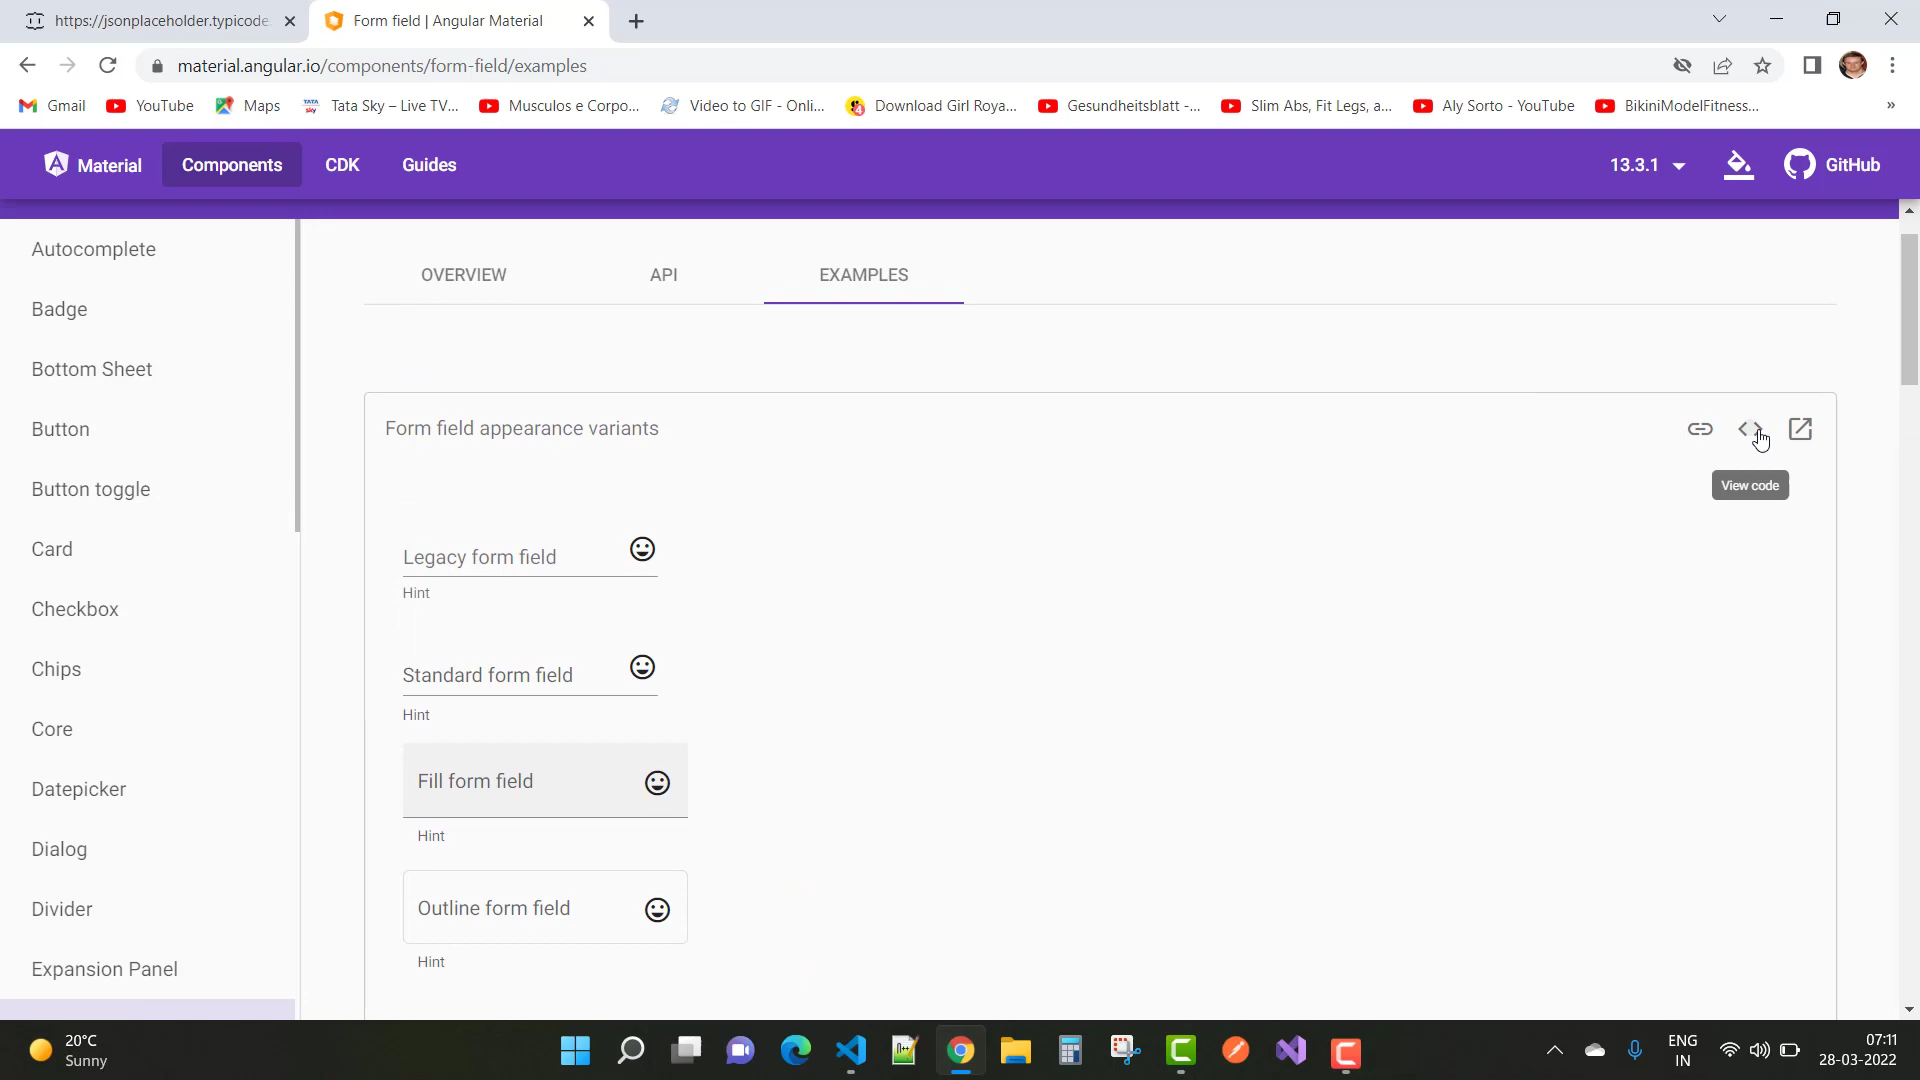 https://jsonplaceholder.typicode.
Form field | Angular Material
material.angular.io/components/form-field/examples
Gmail
YouTube
Maps
Tata Sky – Live TV...
Musculos e Corpo...
Video to GIF - Onli...
Download Girl Roya...
Gesundheitsblatt -...
Slim Abs, Fit Legs, a...
Aly Sorto - YouTube
BikiniModelFitness...
»
Material
Components
CDK
Guides
13.3.1
GitHub
Autocomplete
Badge
Bottom Sheet
Button
Button toggle
Card
Checkbox
Chips
Core
Datepicker
Dialog
Divider
Expansion Panel
OVERVIEW
API
EXAMPLES
Form field appearance variants
View code
Legacy form field
Hint
Standard form field
Hint
Fill form field
Hint
Outline form field
Hint
20°C
Sunny
ENG
IN
07:11
28-03-2022